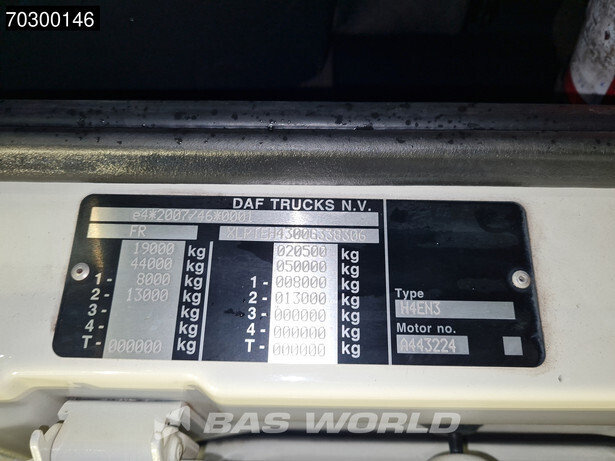 70300146
DAF TRUCKS N.V.
e4*2007/46*0001
FR
19000 kg 020500 kg
44000 kg 050000 kg
1- 8000 kg 1- 008000 kg
2- 13000 kg 2- 013000 kg
3- kg 3- 000000 kg
4- kg 4- 000000 kg
T- 000000 kg T- 000000 kg
Type
H4EN3
Motor no.
A443224
BAS WORLD